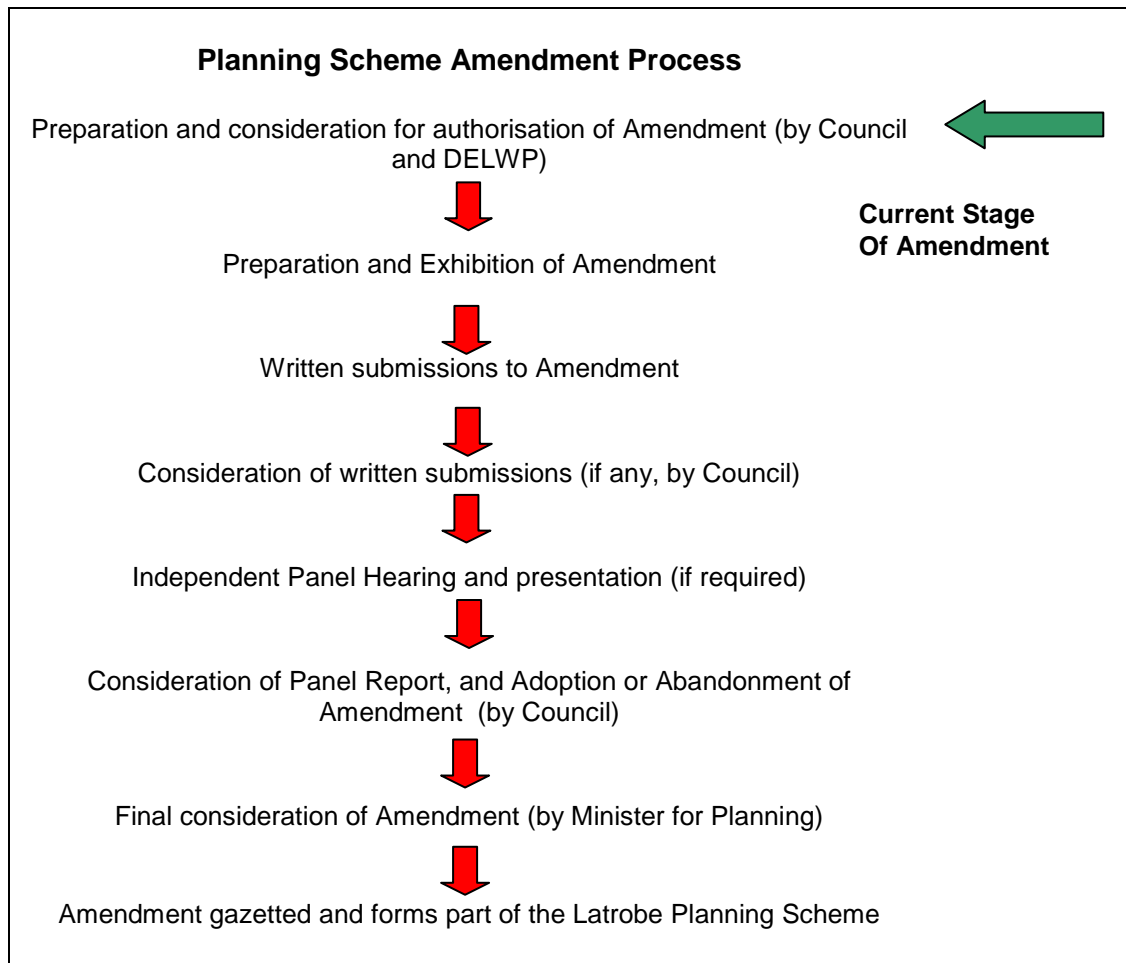 Planning Scheme Amendment Process
Preparation and consideration for authorisation of Amendment (by Council
and DELWP)
Current Stage
Of Amendment
Preparation and Exhibition of Amendment
Written submissions to Amendment
Consideration of written submissions (if any, by Council)
Independent Panel Hearing and presentation (if required)
Consideration of Panel Report, and Adoption or Abandonment of
Amendment  (by Council)
Final consideration of Amendment (by Minister for Planning)
Amendment gazetted and forms part of the Latrobe Planning Scheme